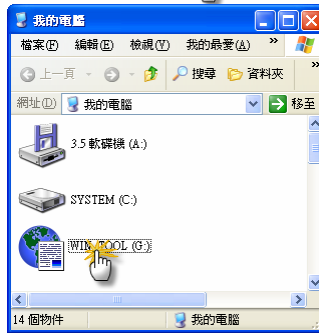 我的電腦
檔案(F) 編輯(E) 檢視(V) 我的最愛(A) »
上一頁 搜尋 資料夾 »
網址(D) 我的電腦 移至
3.5 軟碟機 (A:)
SYSTEM (C:)
(G:)
14 個物件 我的電腦